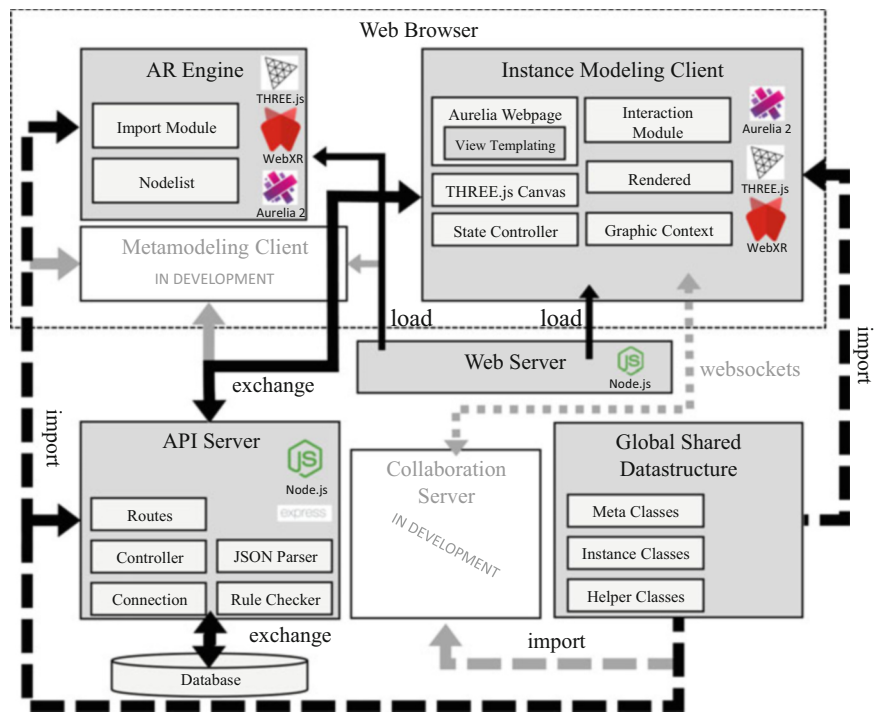 Web Browser
AR Engine
THREE.js
Import Module
WebXR
Nodelist
Aurelia 2
Instance Modeling Client
Aurelia Webpage
View Templating
Interaction
Module
Aurelia 2
THREE.js Canvas
Rendered
THREE.js
State Controller
Graphic Context
WebXR
Metamodeling Client
IN DEVELOPMENT
load
load
Web Server
JS
Node.js
exchange
websockets
import
import
API Server
JS
Node.js
express
Routes
Controller
JSON Parser
Connection
Rule Checker
exchange
Database
Collaboration
Server
IN DEVELOPMENT
import
Global Shared
Datastructure
Meta Classes
Instance Classes
Helper Classes